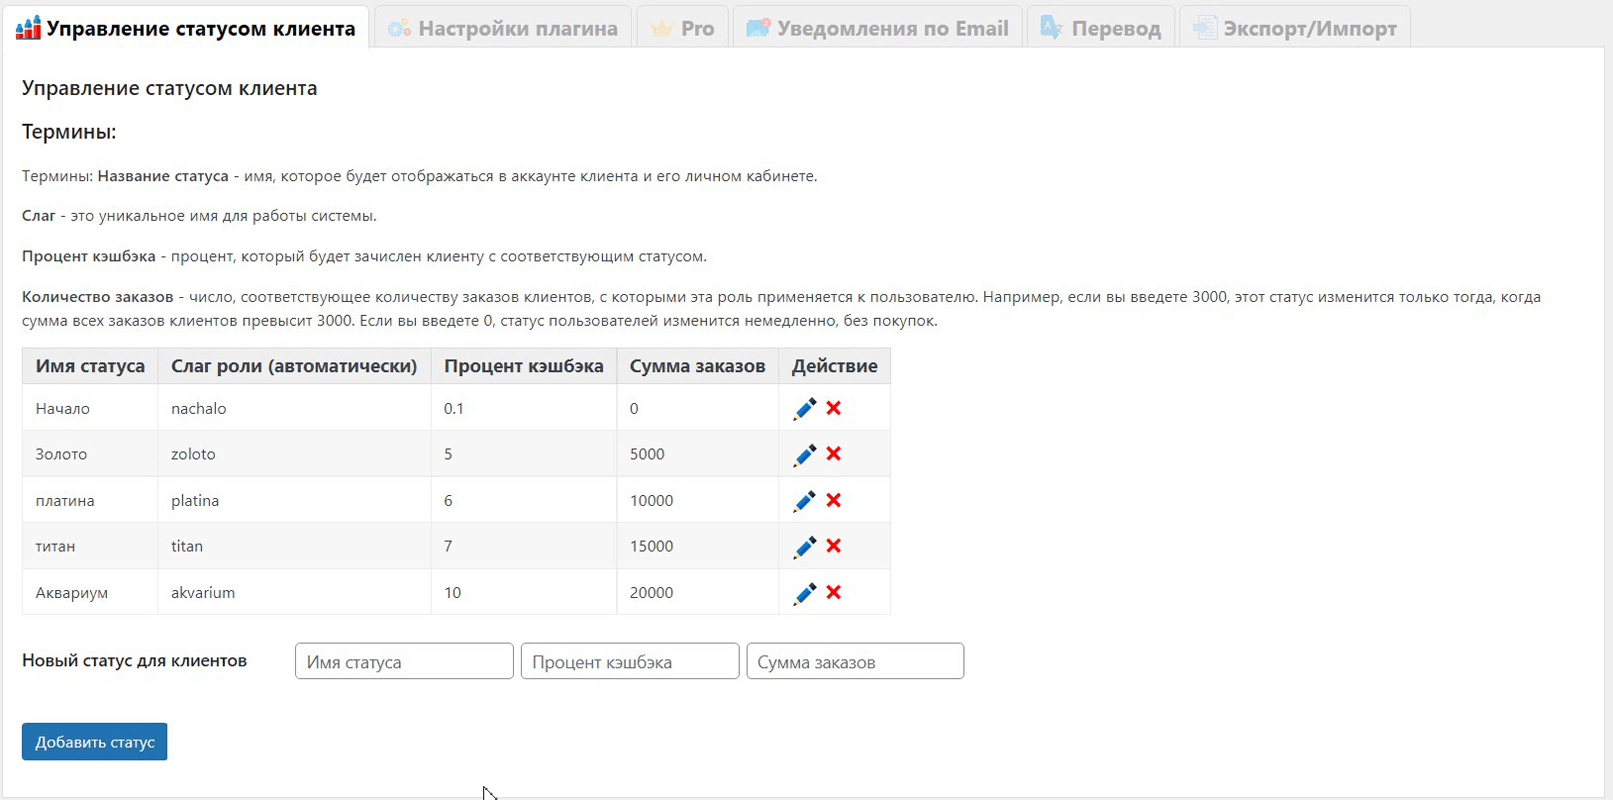 Управление статусом клиента Настройки плагина Pro Уведомления по Email Перевод Экспорт/Импорт
Управление статусом клиента
Термины:
Термины: Название статуса - имя, которое будет отображаться в аккаунте клиента и его личном кабинете.
Слаг - это уникальное имя для работы системы.
Процент кэшбэка - процент, который будет зачислен клиенту с соответствующим статусом.
Количество заказов - число, соответствующее количеству заказов клиентов, с которыми эта роль применяется к пользователю. Например, если вы введете 3000, этот статус изменится только тогда, когда
сумма всех заказов клиентов превысит 3000. Если вы введете 0, статус пользователей изменится немедленно, без покупок.
Имя статуса Слаг роли (автоматически) Процент кэшбэка Сумма заказов Действие
Начало nachalo 0.1 0
Золото zoloto 5 5000
платина platina 6 10000
титан titan 7 15000
Аквариум akvarium 10 20000
Новый статус для клиентов Имя статуса Процент кэшбэка Сумма заказов
Добавить статус